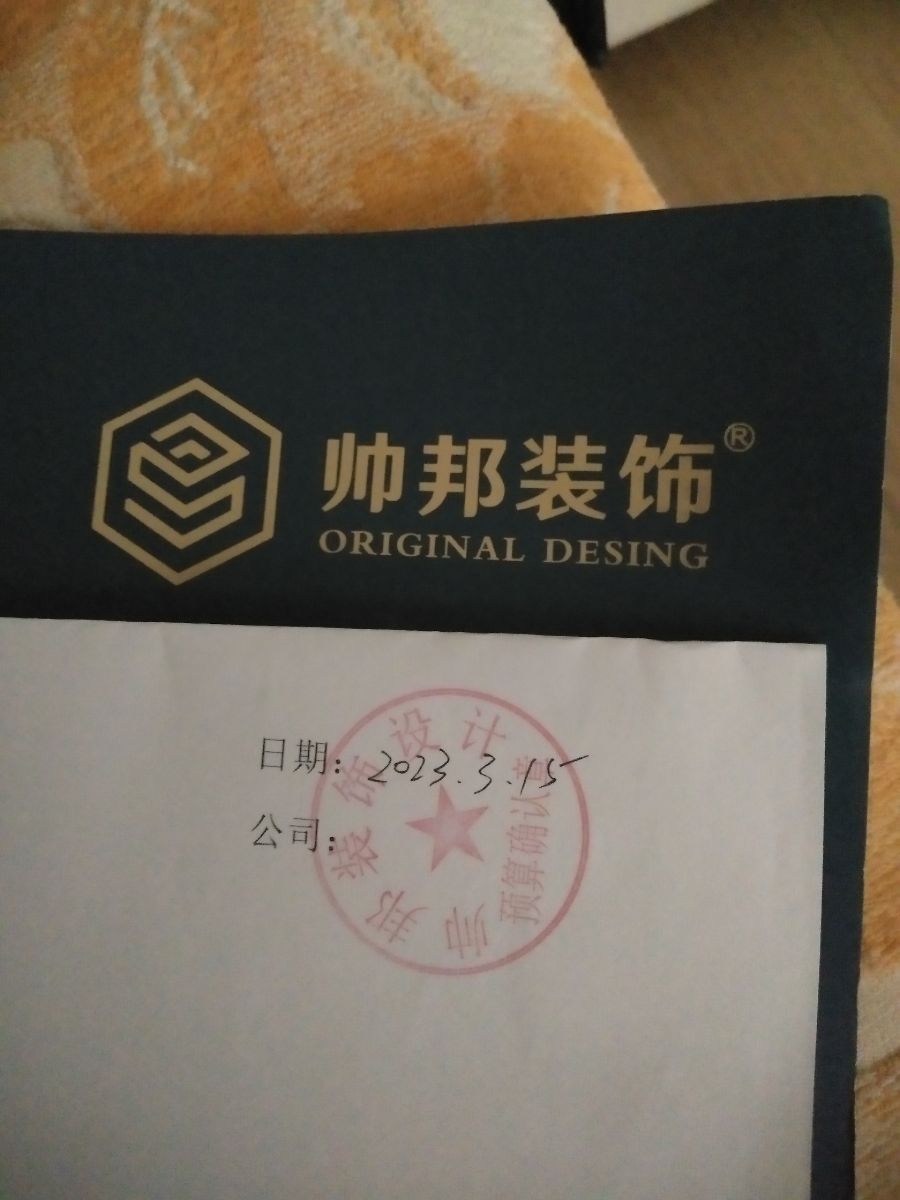 帅邦装饰®
ORIGINAL DESING
日期：2023.3.15
公司：
帅邦装饰设计
预算确认章